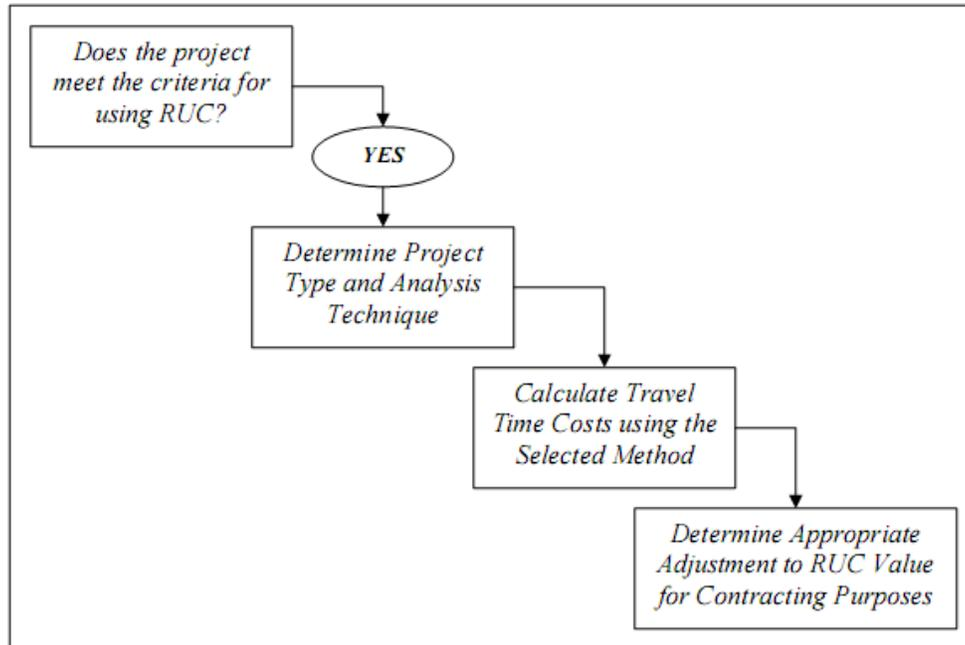 Does the project
meet the criteria for
using RUC?
YES
Determine Project
Type and Analysis
Technique
Calculate Travel
Time Costs using the
Selected Method
Determine Appropriate
Adjustment to RUC Value
for Contracting Purposes